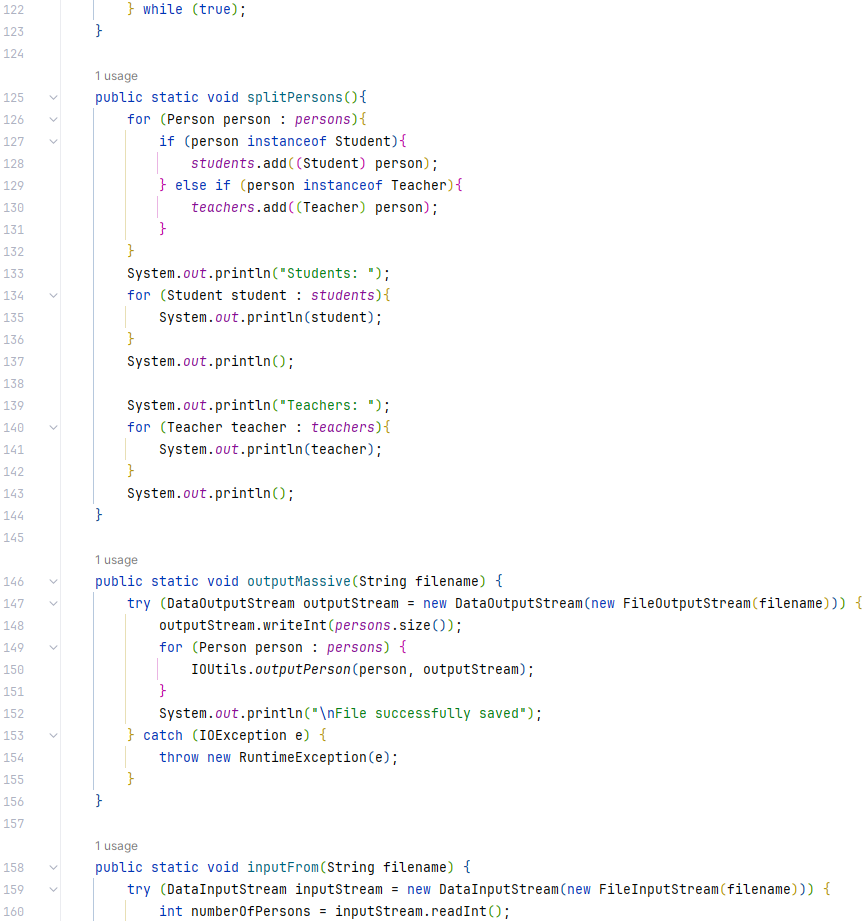 122 } while (true);
123 }
124
1 usage
125 public static void splitPersons(){
126 for (Person person : persons){
127 if (person instanceof Student){
128 students.add((Student) person);
129 } else if (person instanceof Teacher){
130 teachers.add((Teacher) person);
131 }
132 }
133 System.out.println("Students: ");
134 for (Student student : students){
135 System.out.println(student);
136 }
137 System.out.println();
138
139 System.out.println("Teachers: ");
140 for (Teacher teacher : teachers){
141 System.out.println(teacher);
142 }
143 System.out.println();
144 }
145
1 usage
146 public static void outputMassive(String filename) {
147 try (DataOutputStream outputStream = new DataOutputStream(new FileOutputStream(filename))) {
148 outputStream.writeInt(persons.size());
149 for (Person person : persons) {
150 IOUtils.outputPerson(person, outputStream);
151 }
152 System.out.println("\nFile successfully saved");
153 } catch (IOException e) {
154 throw new RuntimeException(e);
155 }
156 }
157
1 usage
158 public static void inputFrom(String filename) {
159 try (DataInputStream inputStream = new DataInputStream(new FileInputStream(filename))) {
160 int numberOfPersons = inputStream.readInt();